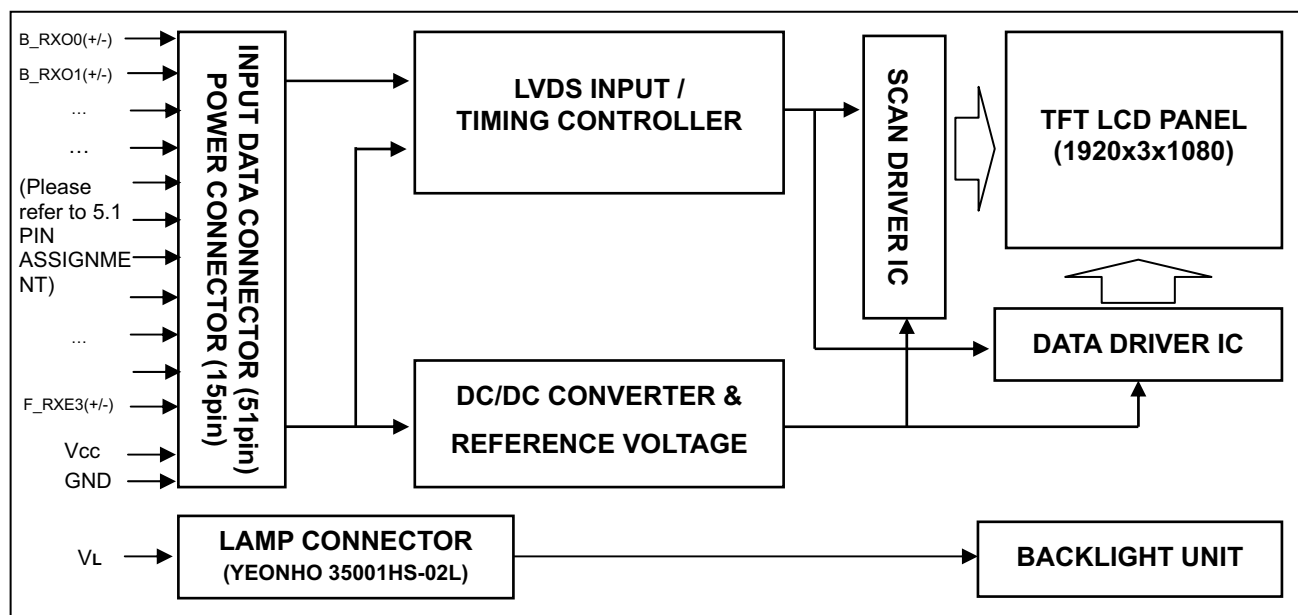 B_RXO0(+/-)
B_RXO1(+/-)
...
...
(Please
refer to 5.1
PIN
ASSIGNME
NT)
...
F_RXE3(+/-)
Vcc
GND
VL
INPUT DATA CONNECTOR (51pin)
POWER CONNECTOR (15pin)
LVDS INPUT /
TIMING CONTROLLER
SCAN DRIVER IC
TFT LCD PANEL
(1920x3x1080)
DATA DRIVER IC
DC/DC CONVERTER &
REFERENCE VOLTAGE
LAMP CONNECTOR
(YEONHO 35001HS-02L)
BACKLIGHT UNIT